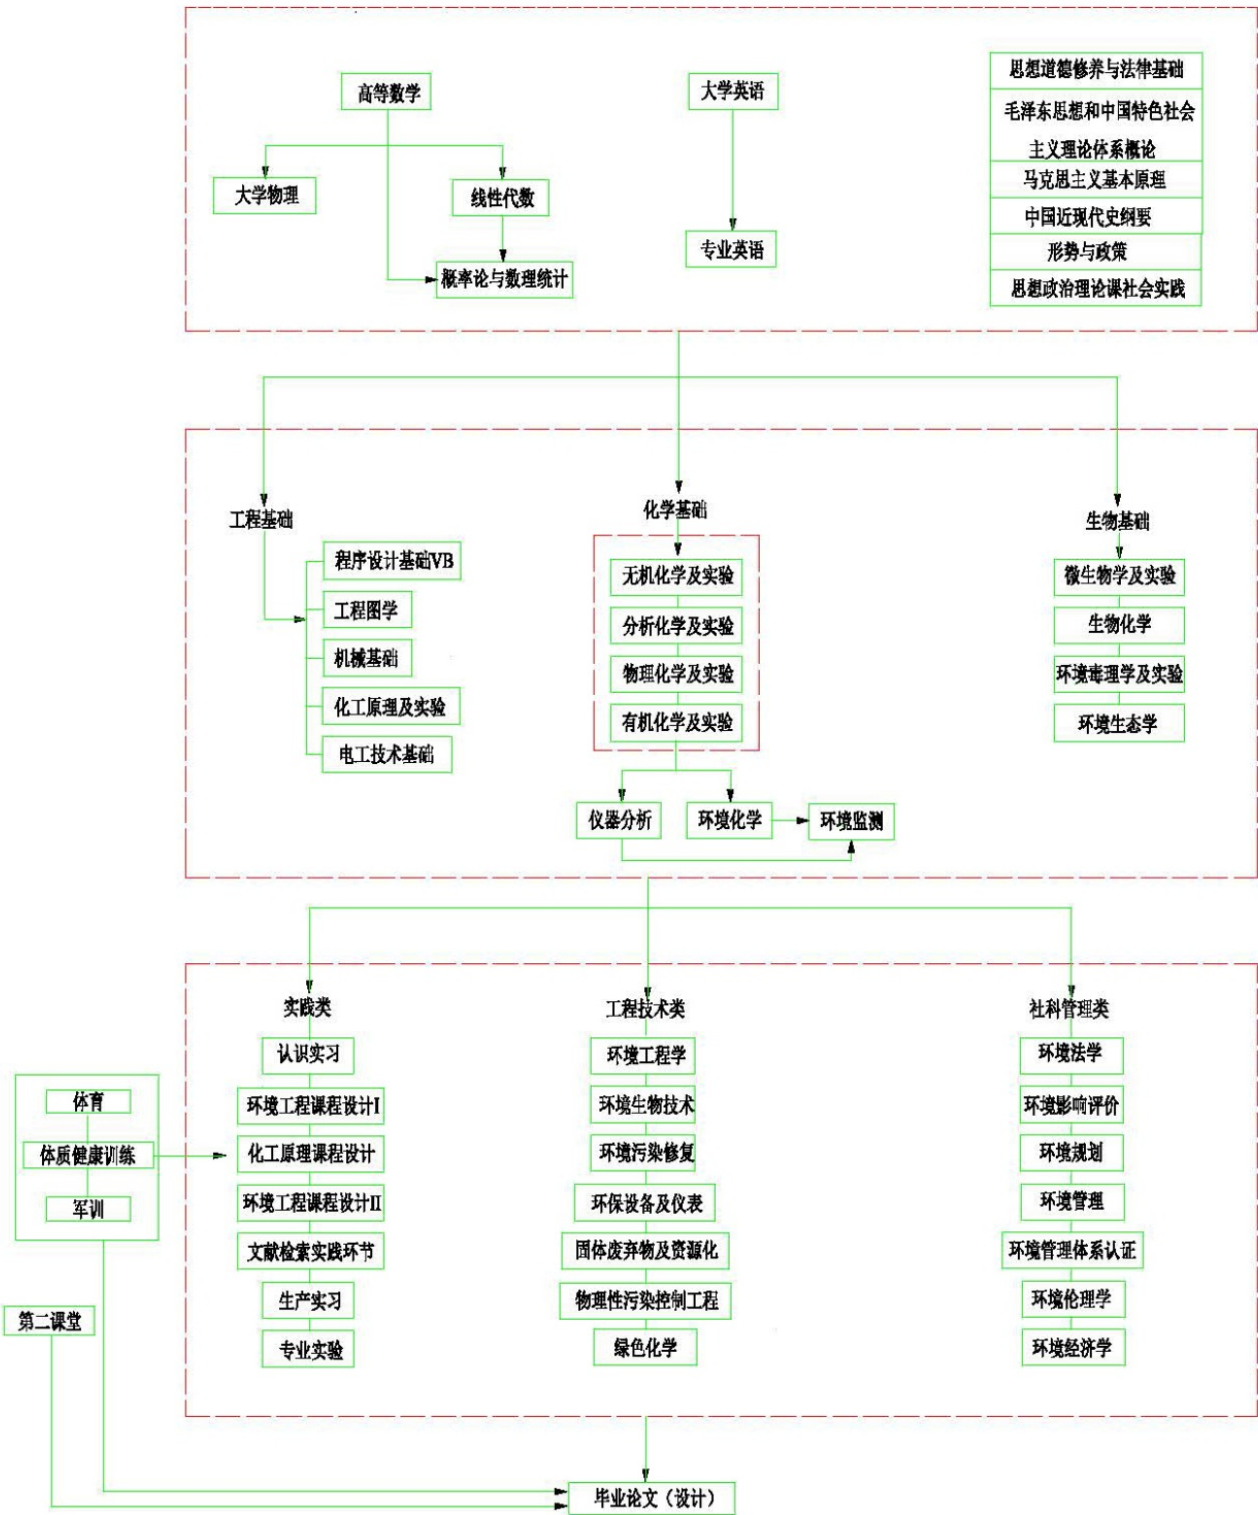 高等数学
大学物理
线性代数
概率论与数理统计
大学英语
专业英语
思想道德修养与法律基础
毛泽东思想和中国特色社会
主义理论体系概论
马克思主义基本原理
中国近现代史纲要
形势与政策
思想政治理论课社会实践
工程基础
程序设计基础VB
工程图学
机械基础
化工原理及实验
电工技术基础
化学基础
无机化学及实验
分析化学及实验
物理化学及实验
有机化学及实验
仪器分析
环境化学
环境监测
生物基础
微生物学及实验
生物化学
环境毒理学及实验
环境生态学
体育
体质健康训练
军训
第二课堂
实践类
认识实习
环境工程课程设计I
化工原理课程设计
环境工程课程设计II
文献检索实践环节
生产实习
专业实验
工程技术类
环境工程学
环境生物技术
环境污染修复
环保设备及仪表
固体废弃物及资源化
物理性污染控制工程
绿色化学
社科管理类
环境法学
环境影响评价
环境规划
环境管理
环境管理体系认证
环境伦理学
环境经济学
毕业论文（设计）